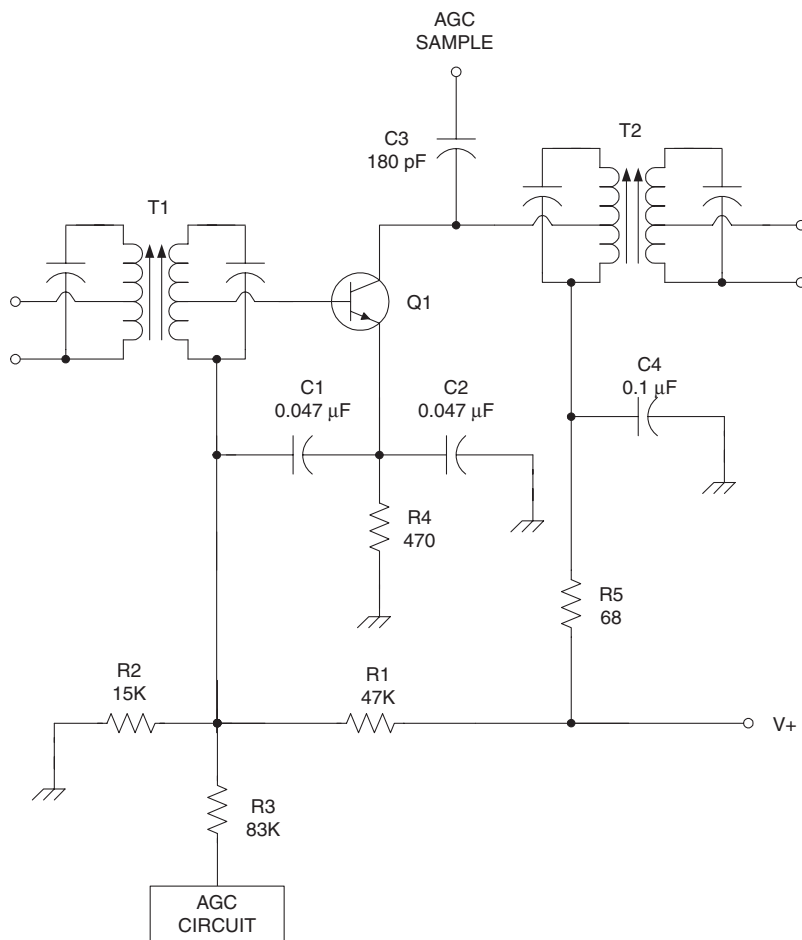 AGC
SAMPLE
C3
180 pF
T2
T1
Q1
C1
0.047 μF
C2
0.047 μF
C4
0.1 μF
R4
470
R5
68
R2
15K
R1
47K
V+
R3
83K
AGC
CIRCUIT